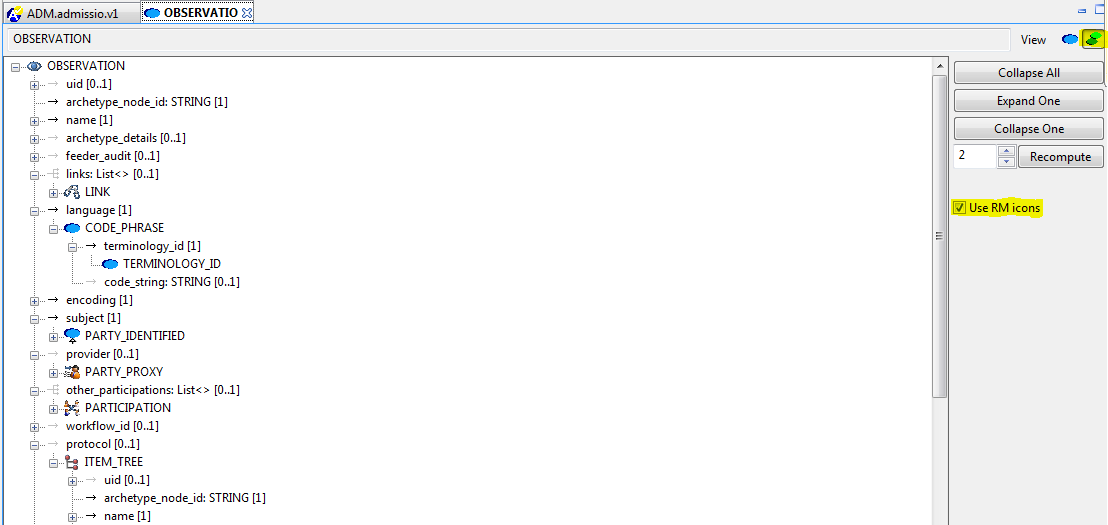 ADM.admissio.v1
OBSERVATIO
OBSERVATION
View
OBSERVATION
uid [0..1]
archetype_node_id: STRING [1]
name [1]
archetype_details [0..1]
feeder_audit [0..1]
links: List<> [0..1]
LINK
language [1]
CODE_PHRASE
terminology_id [1]
TERMINOLOGY_ID
code_string: STRING [0..1]
encoding [1]
subject [1]
PARTY_IDENTIFIED
provider [0..1]
PARTY_PROXY
other_participations: List<> [0..1]
PARTICIPATION
workflow_id [0..1]
protocol [0..1]
ITEM_TREE
uid [0..1]
archetype_node_id: STRING [1]
name [1]
Collapse All
Expand One
Collapse One
2 Recompute
Use RM icons